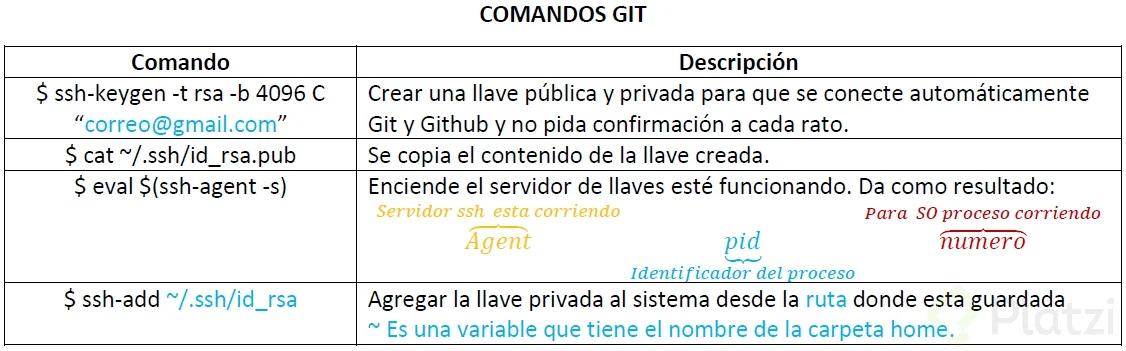 COMANDOS GIT
Comando Descripción
$ ssh-keygen -t rsa -b 4096 C
“correo@gmail.com”
Crear una llave pública y privada para que se conecte automáticamente
Git y Github y no pida confirmación a cada rato.
$ cat ~/.ssh/id_rsa.pub
Se copia el contenido de la llave creada.
$ eval $(ssh-agent -s)
Enciende el servidor de llaves esté funcionando. Da como resultado:
Servidor ssh esta corriendo
Agent
pid
Identificador del proceso
Para SO proceso corriendo
numero
$ ssh-add ~/.ssh/id_rsa
Agregar la llave privada al sistema desde la ruta donde esta guardada
~ Es una variable que tiene el nombre de la carpeta home.
Platzi